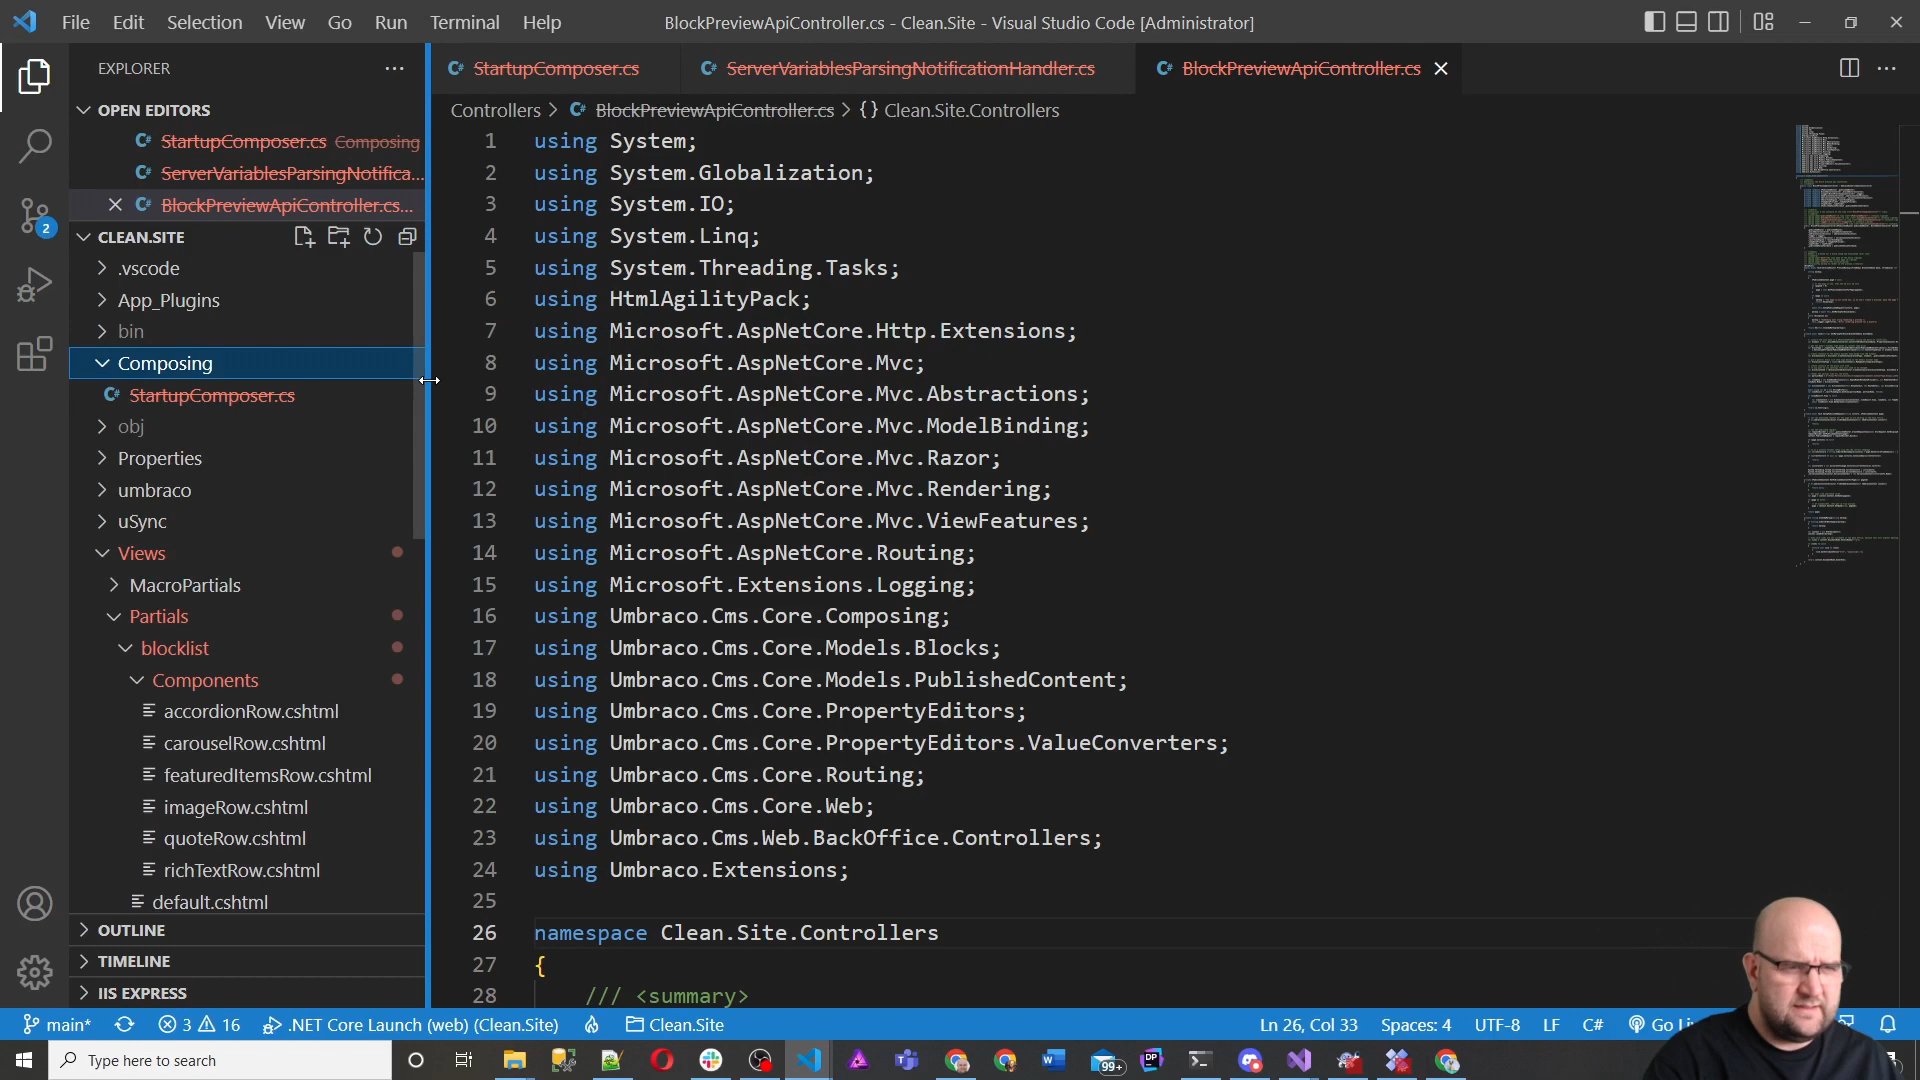 File Edit Selection View Go Run Terminal Help
BlockPreviewApiController.cs - Clean.Site - Visual Studio Code [Administrator]
EXPLORER
OPEN EDITORS
StartupComposer.cs Composing
ServerVariablesParsingNotifica...
BlockPreviewApiController.cs...
CLEAN.SITE
.vscode
App_Plugins
bin
Composing
StartupComposer.cs
obj
Properties
umbraco
uSync
Views
MacroPartials
Partials
blocklist
Components
accordionRow.cshtml
carouselRow.cshtml
featuredItemsRow.cshtml
imageRow.cshtml
quoteRow.cshtml
richTextRow.cshtml
default.cshtml
OUTLINE
TIMELINE
IIS EXPRESS
StartupComposer.cs ServerVariablesParsingNotificationHandler.cs BlockPreviewApiController.cs
Controllers > BlockPreviewApiController.cs > {} Clean.Site.Controllers
1 using System;
2 using System.Globalization;
3 using System.IO;
4 using System.Linq;
5 using System.Threading.Tasks;
6 using HtmlAgilityPack;
7 using Microsoft.AspNetCore.Http.Extensions;
8 using Microsoft.AspNetCore.Mvc;
9 using Microsoft.AspNetCore.Mvc.Abstractions;
10 using Microsoft.AspNetCore.Mvc.ModelBinding;
11 using Microsoft.AspNetCore.Mvc.Razor;
12 using Microsoft.AspNetCore.Mvc.Rendering;
13 using Microsoft.AspNetCore.Mvc.ViewFeatures;
14 using Microsoft.AspNetCore.Routing;
15 using Microsoft.Extensions.Logging;
16 using Umbraco.Cms.Core.Composing;
17 using Umbraco.Cms.Core.Models.Blocks;
18 using Umbraco.Cms.Core.Models.PublishedContent;
19 using Umbraco.Cms.Core.PropertyEditors;
20 using Umbraco.Cms.Core.PropertyEditors.ValueConverters;
21 using Umbraco.Cms.Core.Routing;
22 using Umbraco.Cms.Core.Web;
23 using Umbraco.Cms.Web.BackOffice.Controllers;
24 using Umbraco.Extensions;
25
26 namespace Clean.Site.Controllers
27 {
28 /// <summary>
2
main* 3 16 .NET Core Launch (web) (Clean.Site) Clean.Site
Ln 26, Col 33 Spaces: 4 UTF-8 LF C# Go
Type here to search
99+